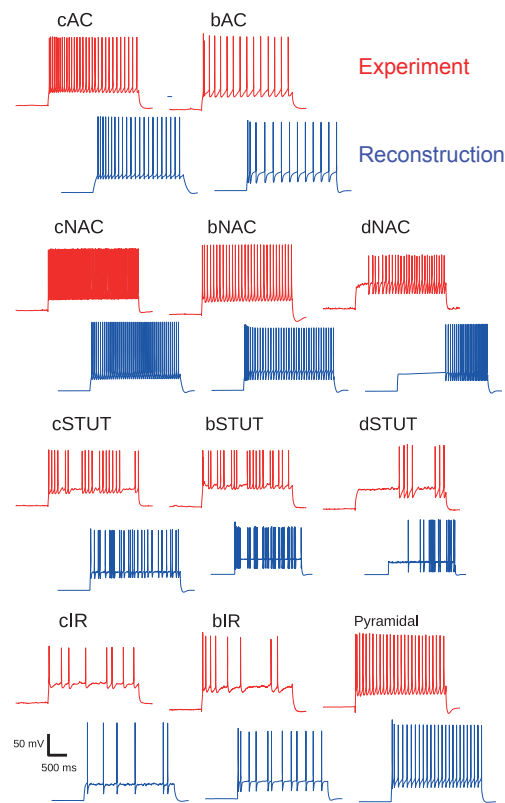 cAC bAC
Experiment
Reconstruction
cNAC bNAC dNAC
cSTUT bSTUT dSTUT
cIR bIR Pyramidal
50 mV
500 ms